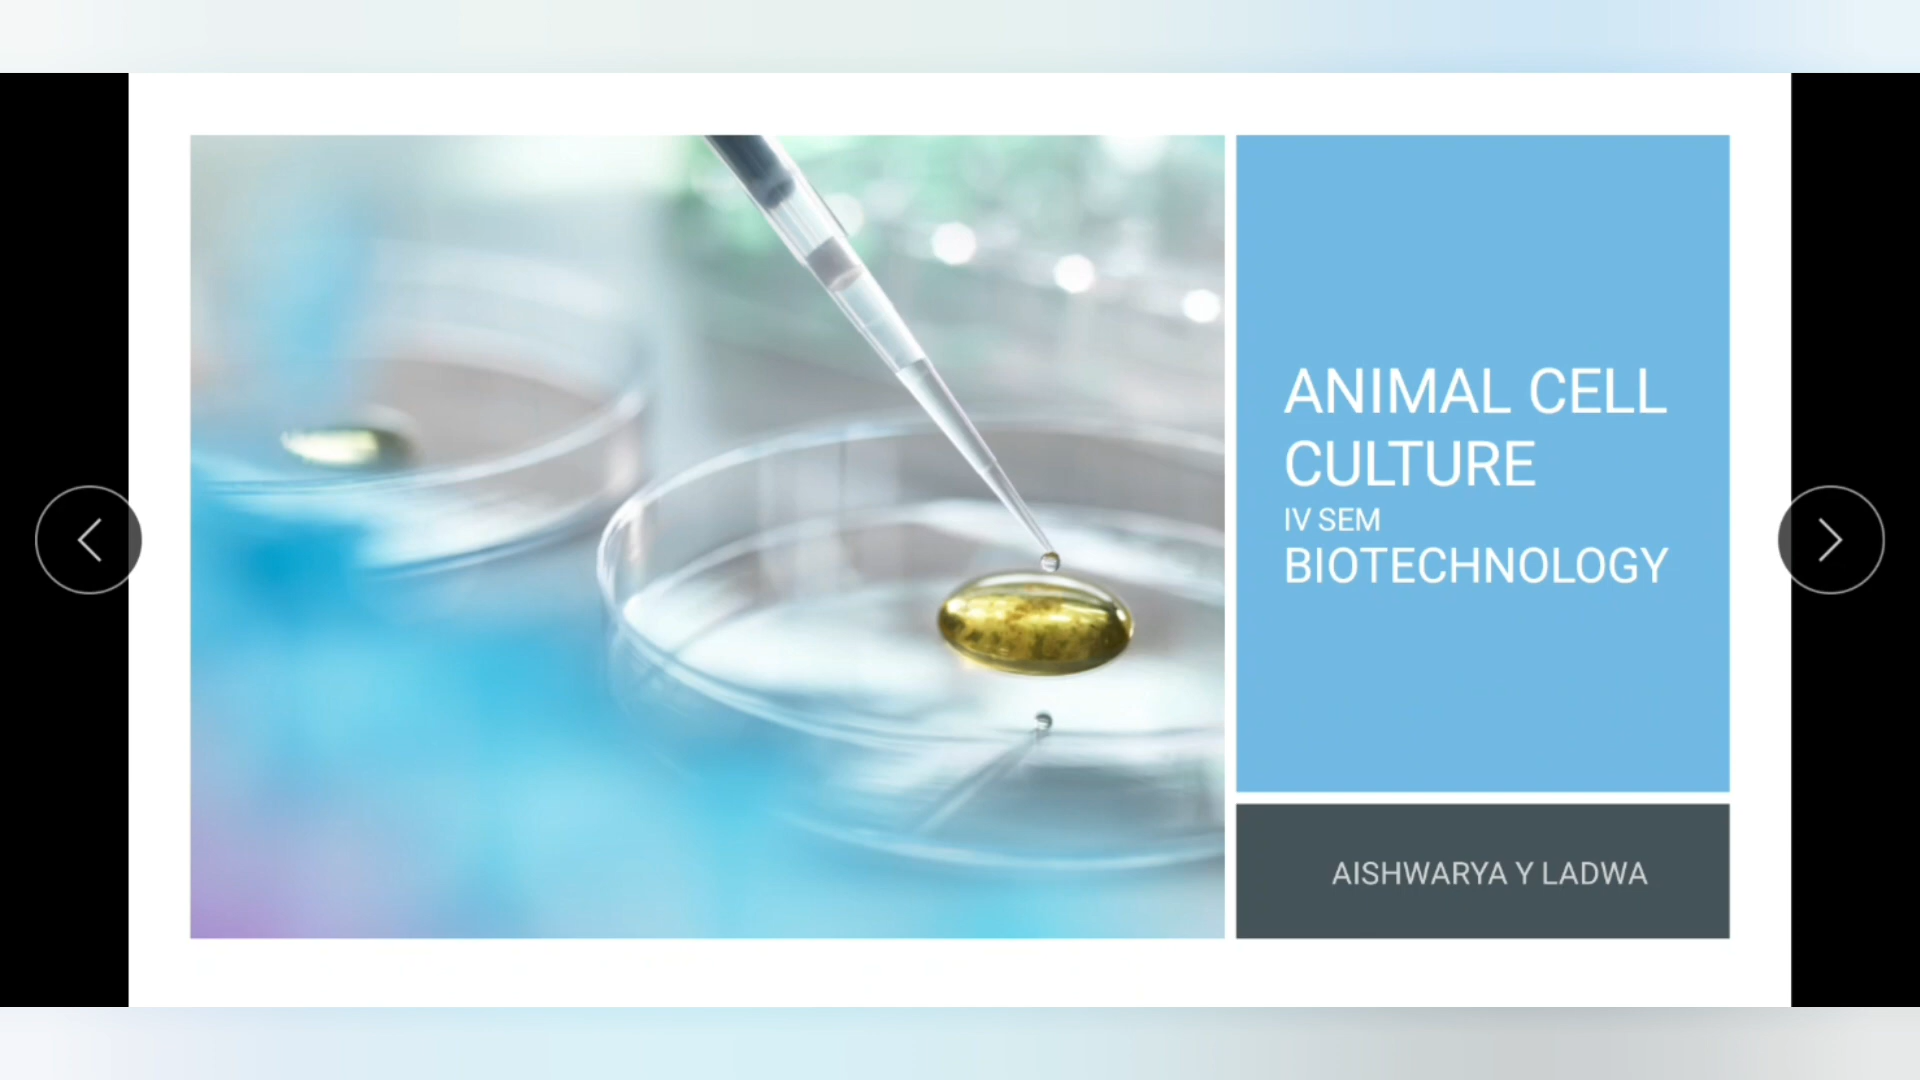 ANIMAL CELL
CULTURE
IV SEM
BIOTECHNOLOGY
AISHWARYA Y LADWA